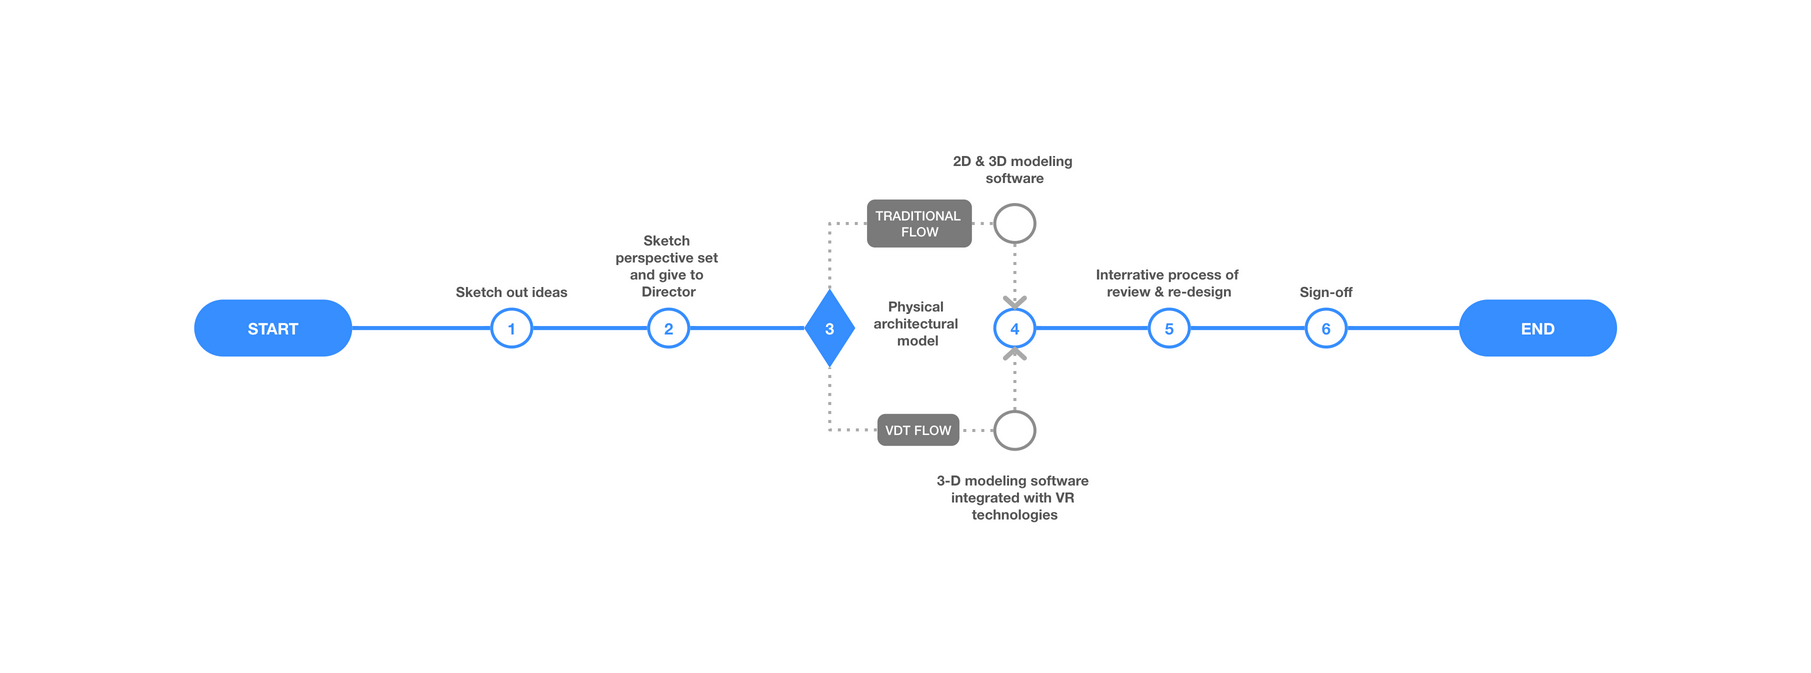 2D & 3D modeling
software
TRADITIONAL
FLOW
Sketch
perspective set
and give to
Director
Sketch out ideas
Interrative process of
review & re-design
Sign-off
Physical
architectural
model
START
1
2
3
4
5
6
END
VDT FLOW
3-D modeling software
integrated with VR
technologies